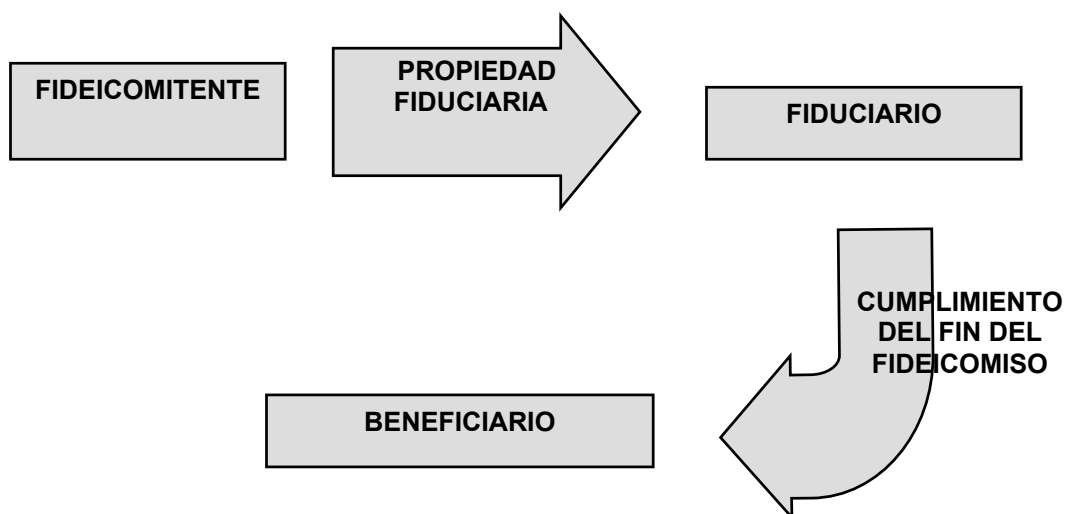 FIDEICOMITENTE
PROPIEDAD
FIDUCIARIA
FIDUCIARIO
CUMPLIMIENTO
DEL FIN DEL
FIDEICOMISO
BENEFICIARIO